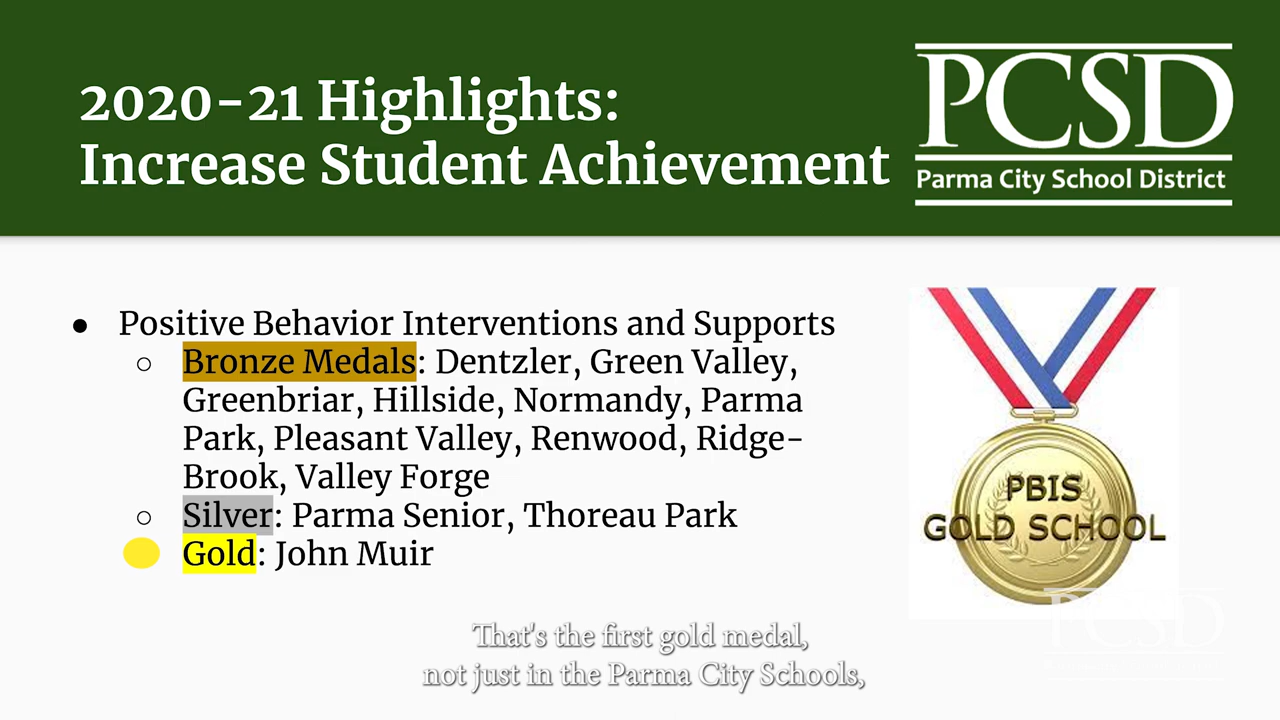 2020-21 Highlights:
Increase Student Achievement
PCSD
Parma City School District
● Positive Behavior Interventions and Supports
○ Bronze Medals: Dentzler, Green Valley,
Greenbriar, Hillside, Normandy, Parma
Park, Pleasant Valley, Renwood, Ridge-
Brook, Valley Forge
○ Silver: Parma Senior, Thoreau Park
Gold: John Muir
PBIS
GOLD SCHOOL
PCSD
That's the first gold medal,
not just in the Parma City Schools,